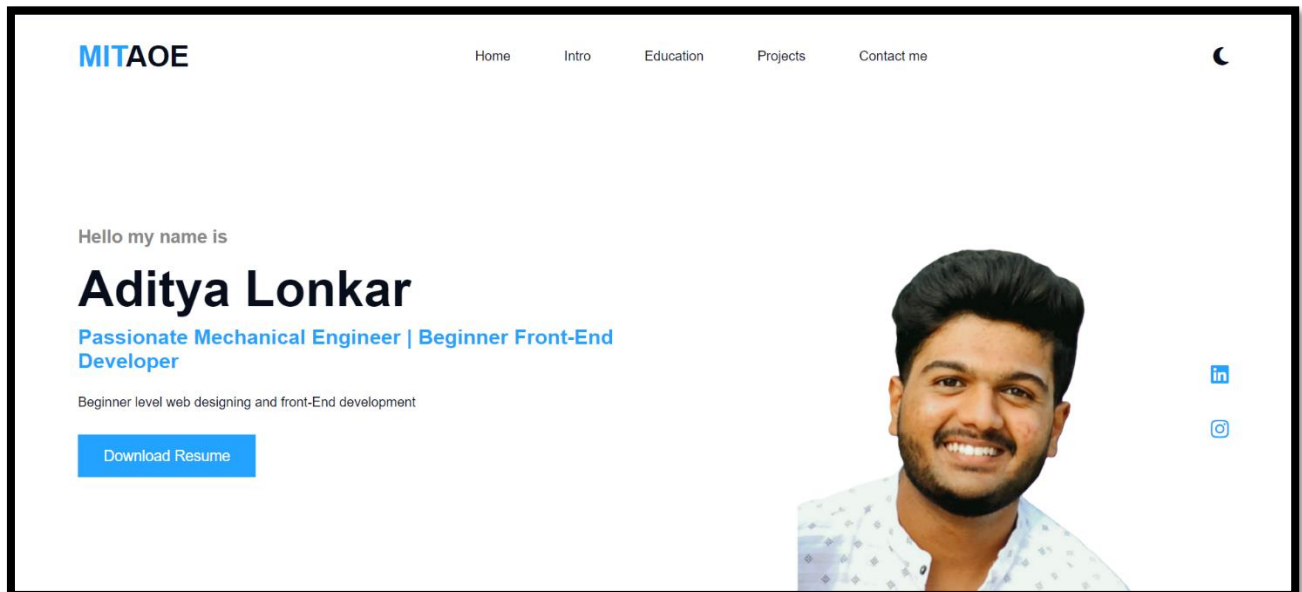 MITAOE
Home Intro Education Projects Contact me
Hello my name is
Aditya Lonkar
Passionate Mechanical Engineer | Beginner Front-End
Developer
Beginner level web designing and front-End development
Download Resume
in